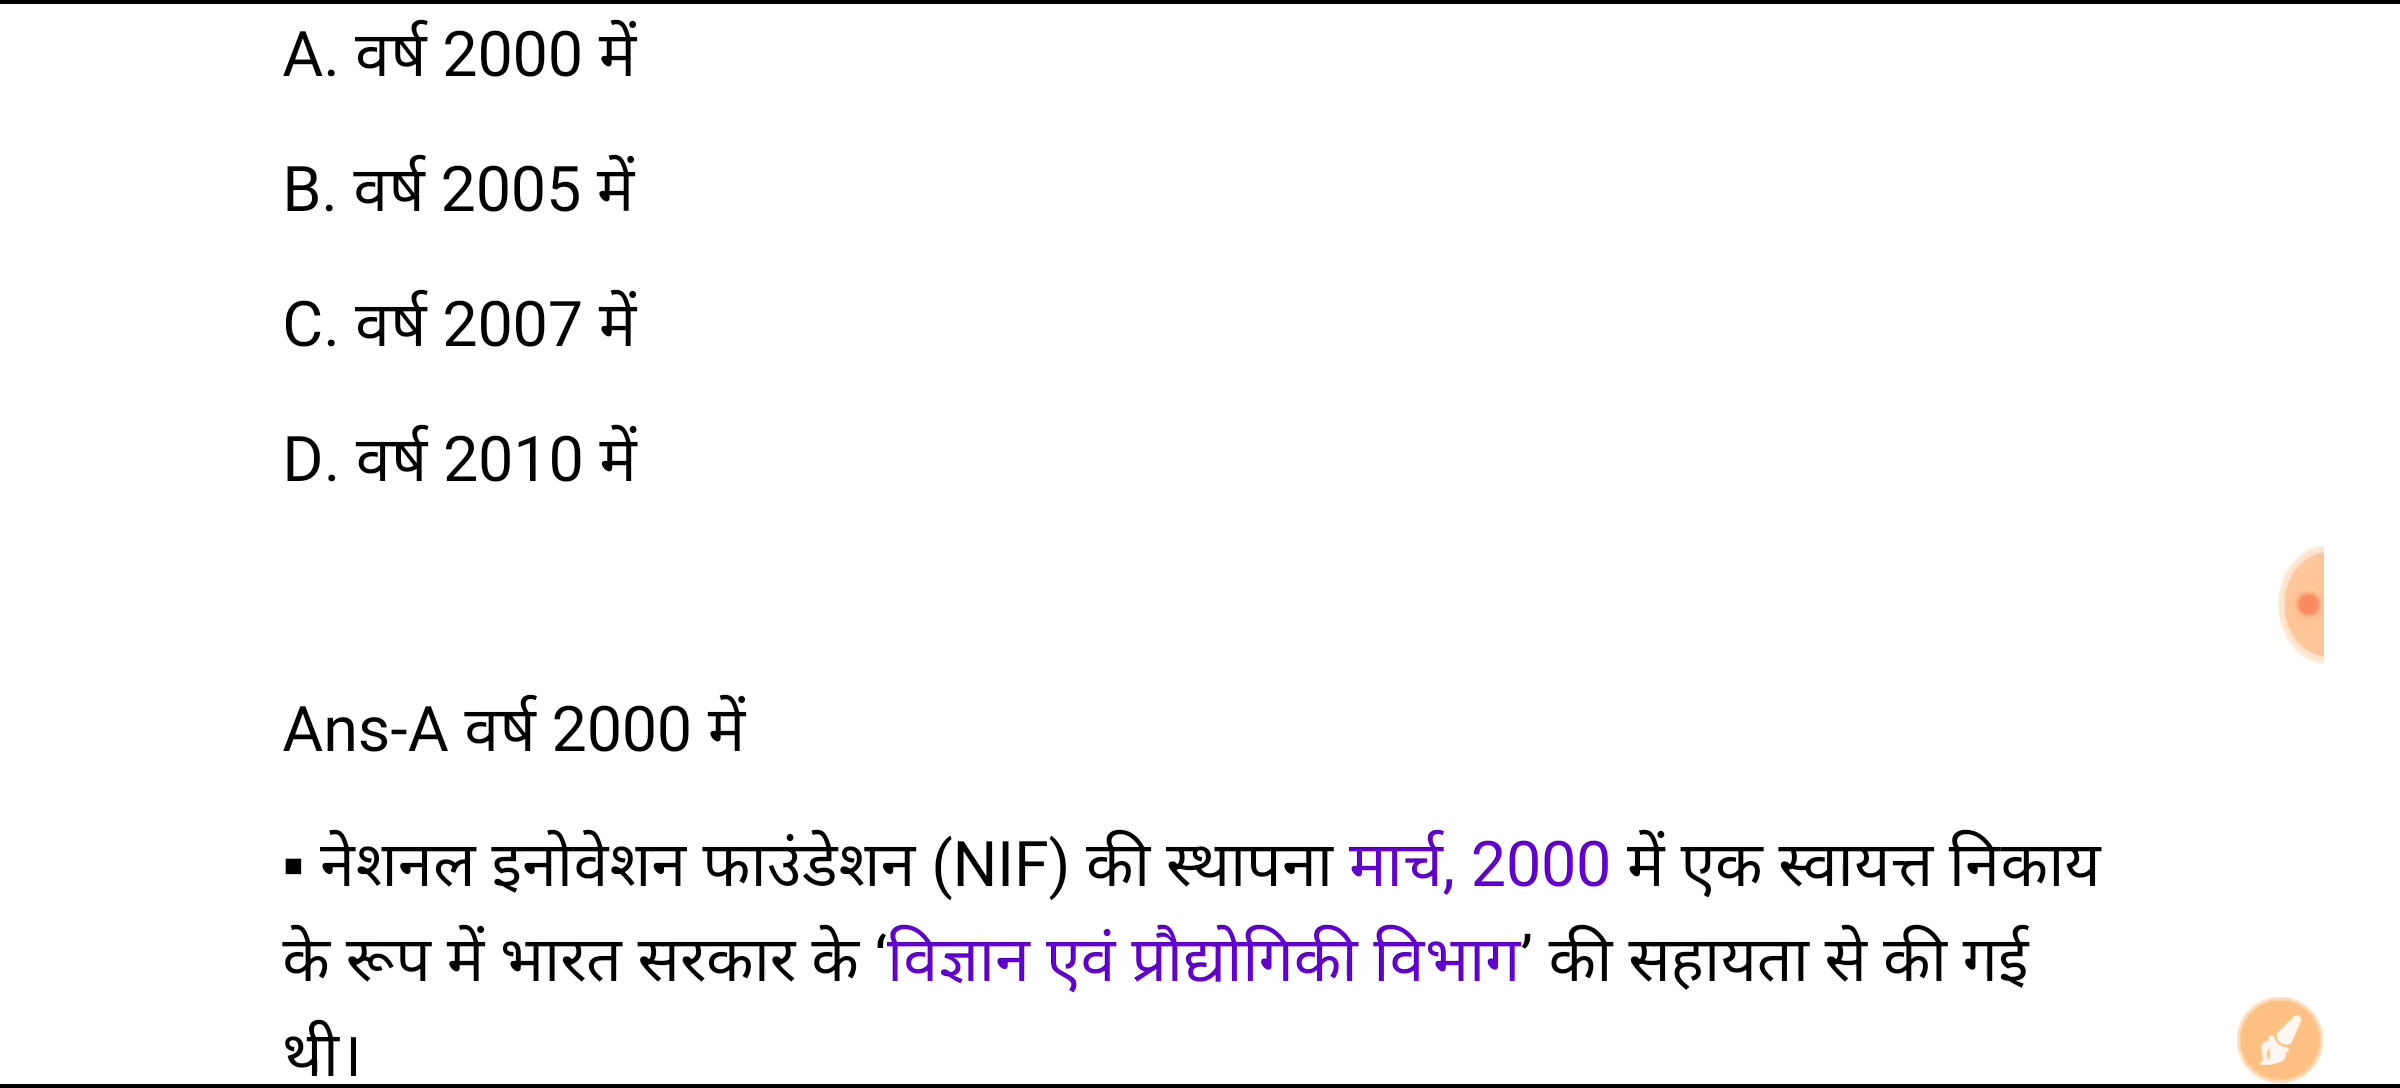 A. वर्ष 2000 में
B. वर्ष 2005 में
C. वर्ष 2007 में
D. वर्ष 2010 में
Ans-A वर्ष 2000 में
▪ नेशनल इनोवेशन फाउंडेशन (NIF) की स्थापना मार्च, 2000 में एक स्वायत्त निकाय
के रूप में भारत सरकार के ‘विज्ञान एवं प्रौद्योगिकी विभाग’ की सहायता से की गई
थी।